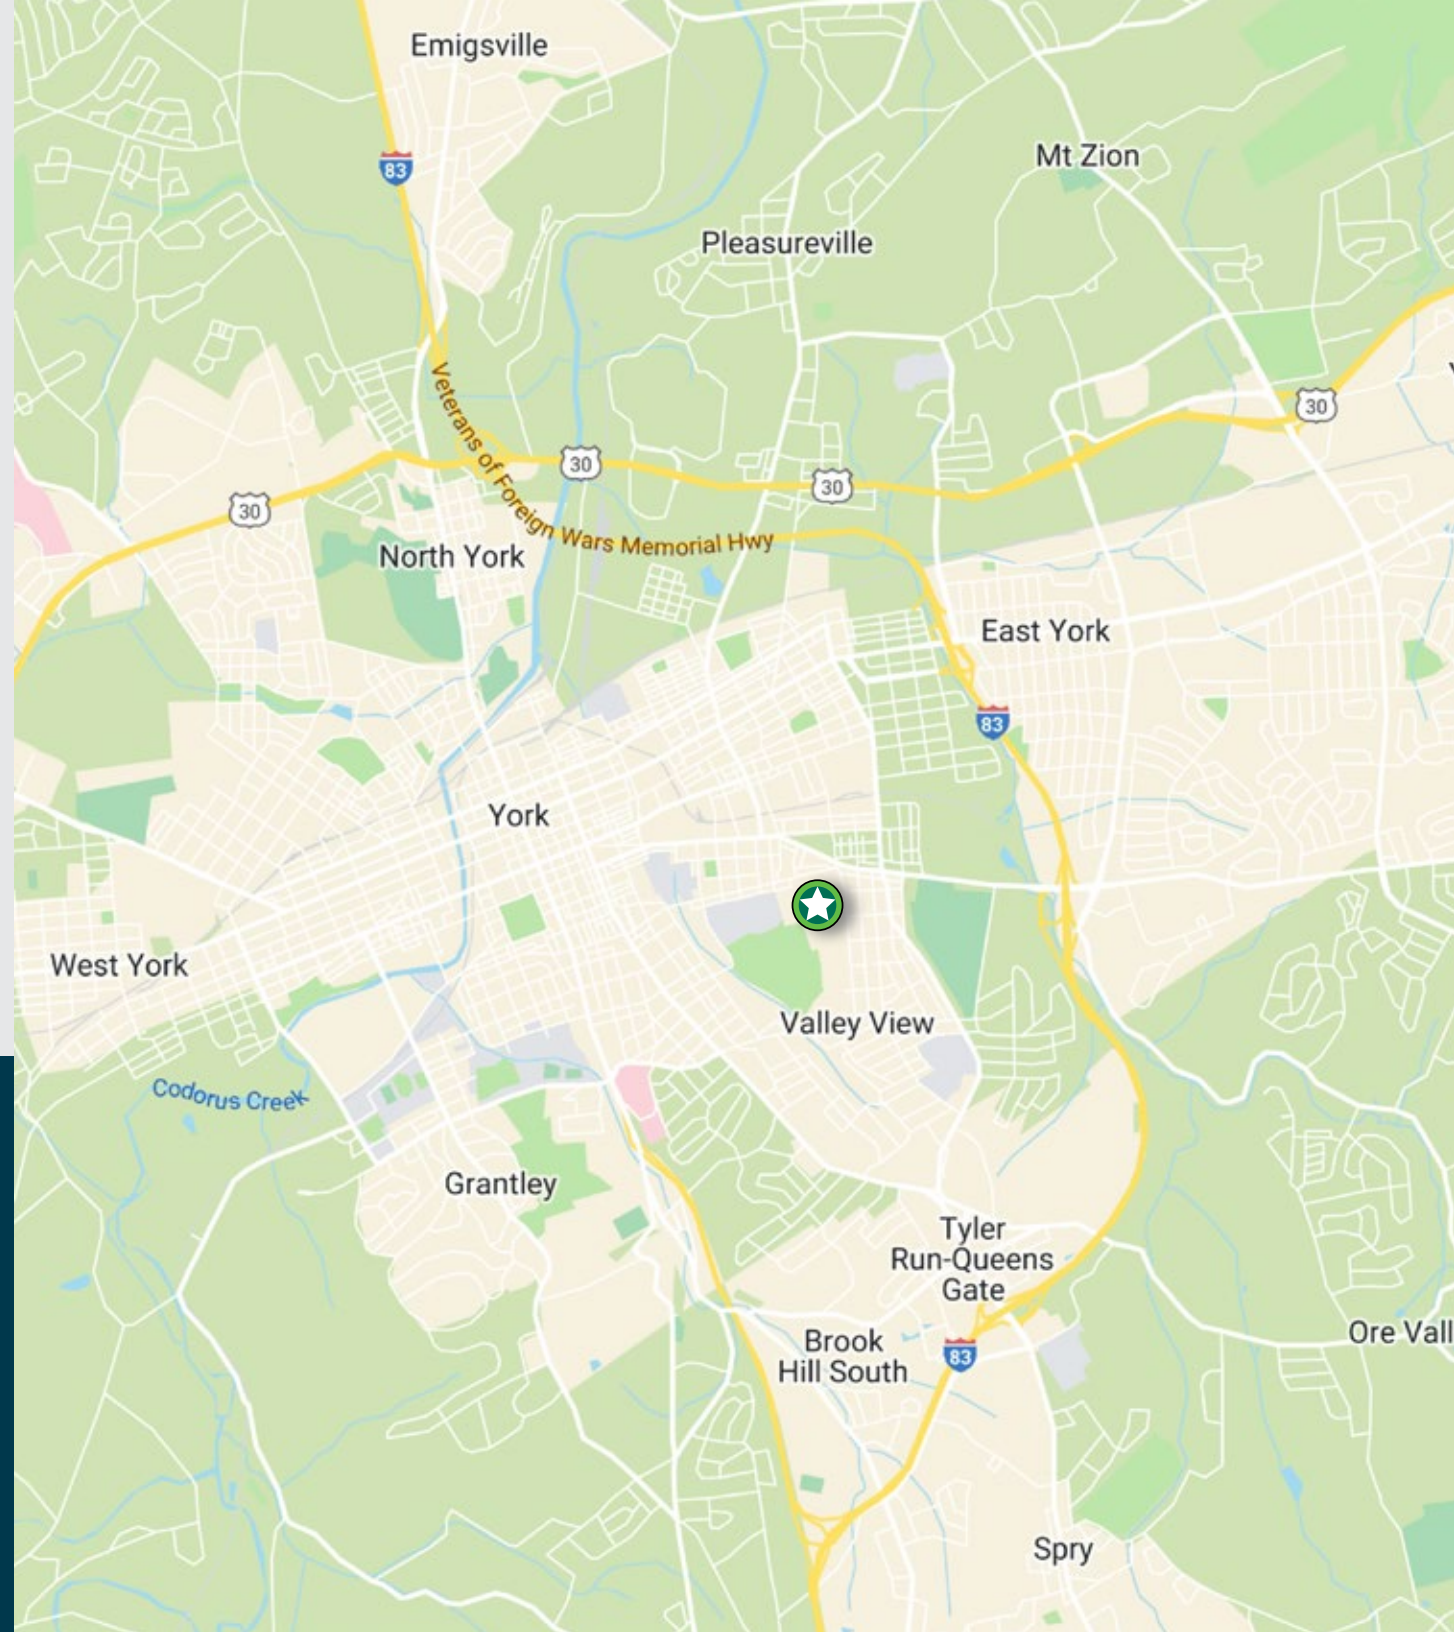 Emigsville
83
Mt Zion
Pleasureville
Veterans of Foreign Wars Memorial Hwy
30
30
30
30
North York
East York
83
York
West York
Valley View
Codorus Creek
Grantley
Tyler
Run-Queens
Gate
Brook
Hill South
83
Ore Vall
Spry